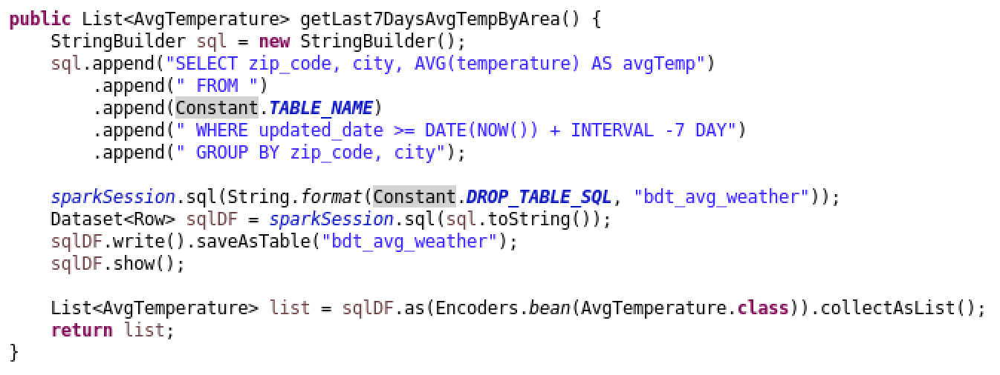 public List<AvgTemperature> getLast7DaysAvgTempByArea() {
    StringBuilder sql = new StringBuilder();
    sql.append("SELECT zip_code, city, AVG(temperature) AS avgTemp")
        .append(" FROM ")
        .append(Constant.TABLE_NAME)
        .append(" WHERE updated_date >= DATE(NOW()) + INTERVAL -7 DAY")
        .append(" GROUP BY zip_code, city");

    sparkSession.sql(String.format(Constant.DROP_TABLE_SQL, "bdt_avg_weather"));
    Dataset<Row> sqlDF = sparkSession.sql(sql.toString());
    sqlDF.write().saveAsTable("bdt_avg_weather");
    sqlDF.show();

    List<AvgTemperature> list = sqlDF.as(Encoders.bean(AvgTemperature.class)).collectAsList();
    return list;
}